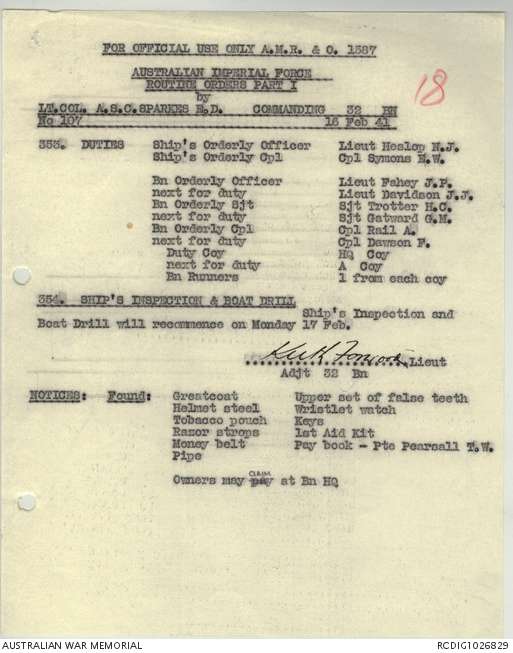 FOR OFFICIAL USE ONLY A.M.R. & O. 1587
18
AUSTRALIAN IMPERIAL FORCE
ROUTINE ORDERS PART I
by
LT.COL. A.S.C.SPARKES E.D. COMMANDING 32 BN
No 107 16 Feb 41
353. DUTIES Ship's Orderly Officer Lieut Heslop N.J.
Ship's Orderly Cpl Cpl Symons E.W.
Bn Orderly Officer Lieut Fahey J.P.
next for duty Lieut Davidson J.J.
Bn Orderly Sjt Sjt Trotter H.C.
next for duty Sjt Gatward G.M.
Bn Orderly Cpl Cpl Rail A.
next for duty Cpl Dawson F.
Duty Coy HQ Coy
next for duty A Coy
Bn Runners 1 from each coy
354. SHIP'S INSPECTION & BOAT DRILL
Ship's Inspection and
Boat Drill will recommence on Monday 17 Feb.
Lieut
Adjt 32 Bn
NOTICES: Found: Greatcoat Upper set of false teeth
Helmet steel Wristlet watch
Tobacco pouch Keys
Razor strops 1st Aid Kit
Money belt Pay book - Pte Pearsall T.W.
Pipe
CLAIM
Owners may pay at Bn HQ
AUSTRALIAN WAR MEMORIAL RCDIG1026829